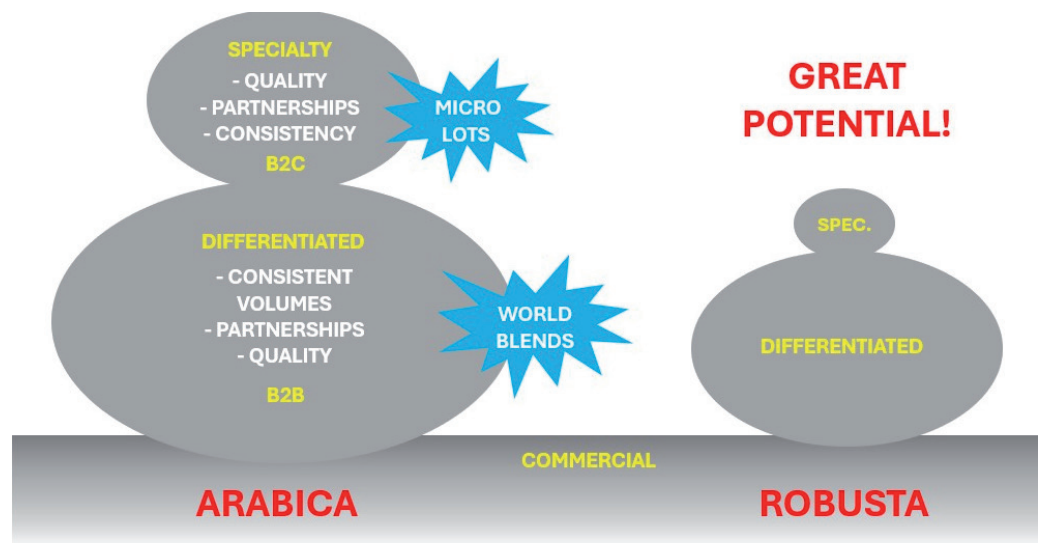 SPECIALTY
- QUALITY
- PARTNERSHIPS
- CONSISTENCY
B2C
MICRO
LOTS
DIFFERENTIATED
- CONSISTENT
VOLUMES
- PARTNERSHIPS
- QUALITY
B2B
WORLD
BLENDS
GREAT
POTENTIAL!
SPEC.
DIFFERENTIATED
COMMERCIAL
ARABICA
ROBUSTA